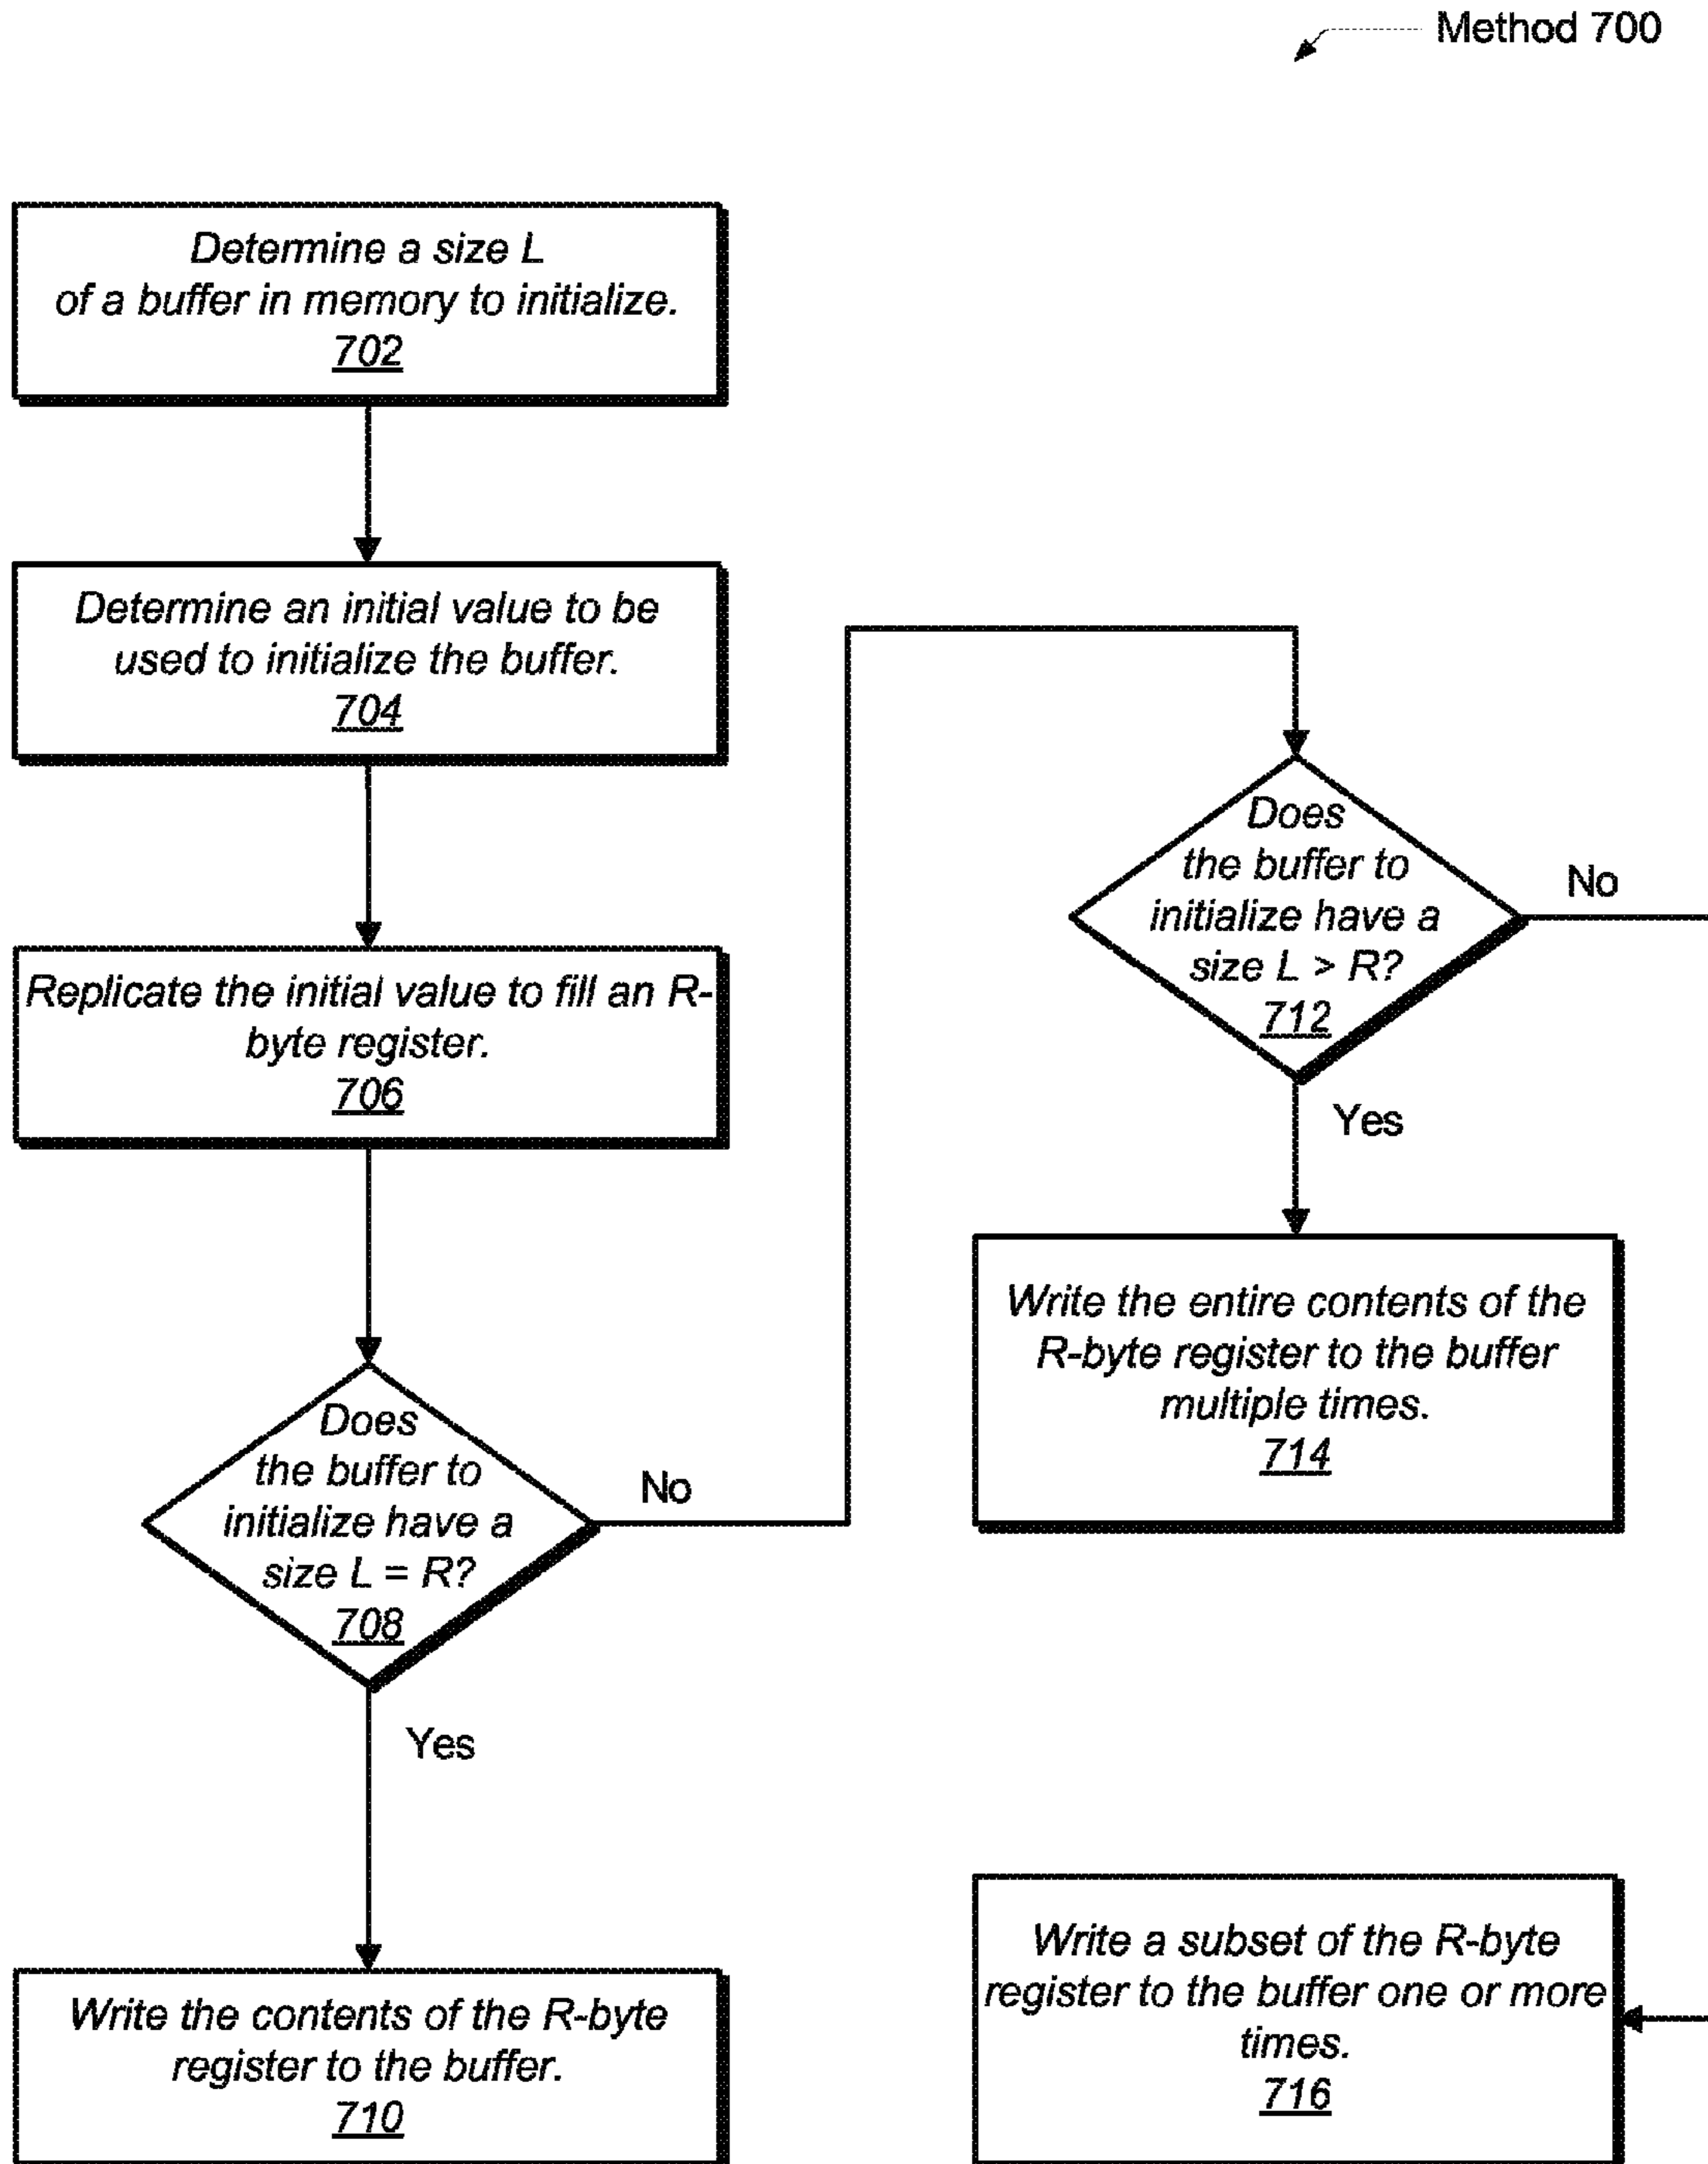 Method 700
Determine a size L
of a buffer in memory to initialize.
702
Determine an initial value to be
used to initialize the buffer.
704
Replicate the initial value to fill an R-
byte register.
706
Does
the buffer to
initialize have a
size L = R?
708
No
Yes
Write the contents of the R-byte
register to the buffer.
710
Does
the buffer to
initialize have a
size L > R?
712
No
Yes
Write the entire contents of the
R-byte register to the buffer
multiple times.
714
Write a subset of the R-byte
register to the buffer one or more
times.
716